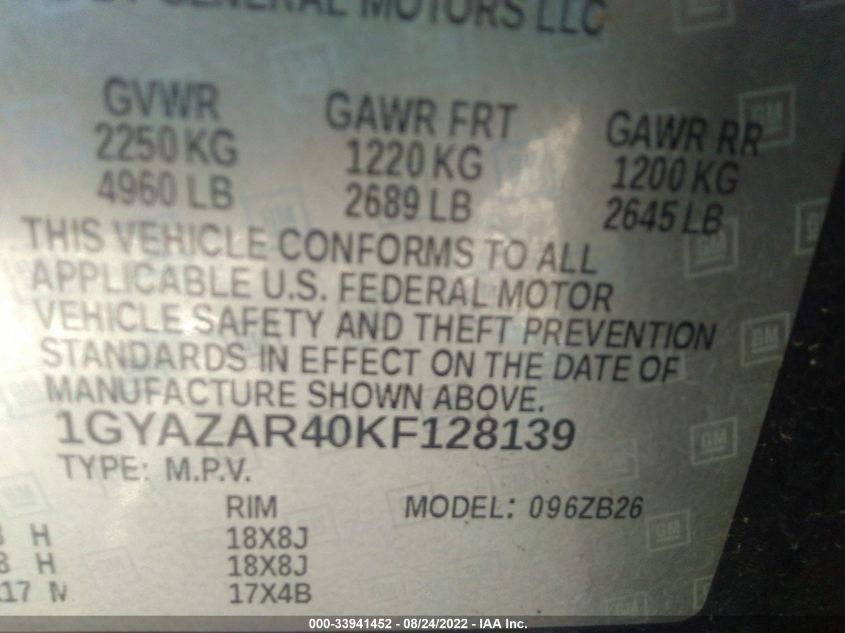 GENERAL MOTORS LLC
GVWR GAWR FRT GAWR RR
2250 KG 1220 KG 1200 KG
4960 LB 2689 LB 2645 LB
THIS VEHICLE CONFORMS TO ALL
APPLICABLE U.S. FEDERAL MOTOR
VEHICLE SAFETY AND THEFT PREVENTION
STANDARDS IN EFFECT ON THE DATE OF
MANUFACTURE SHOWN ABOVE.
1GYAZAR40KF128139
TYPE: M.P.V.
RIM MODEL: 096ZB26
H 18X8J
H 18X8J
17 M 17X4B
000-33941452 - 08/24/2022 - IAA Inc.